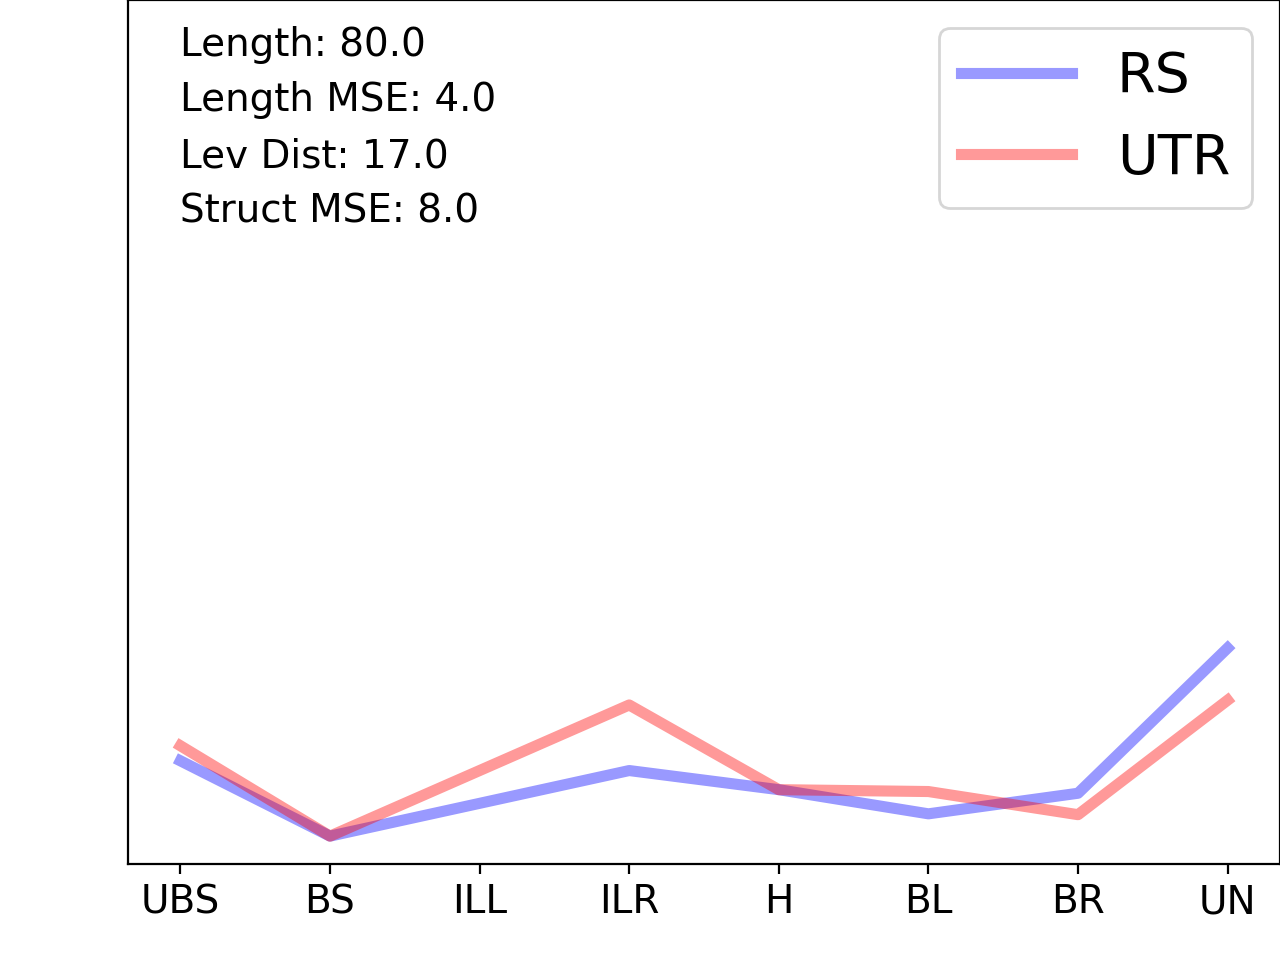 Length: 80.0
Length MSE: 4.0
Lev Dist: 17.0
Struct MSE: 8.0
RS
UTR
UBS BS ILL ILR H BL BR UN